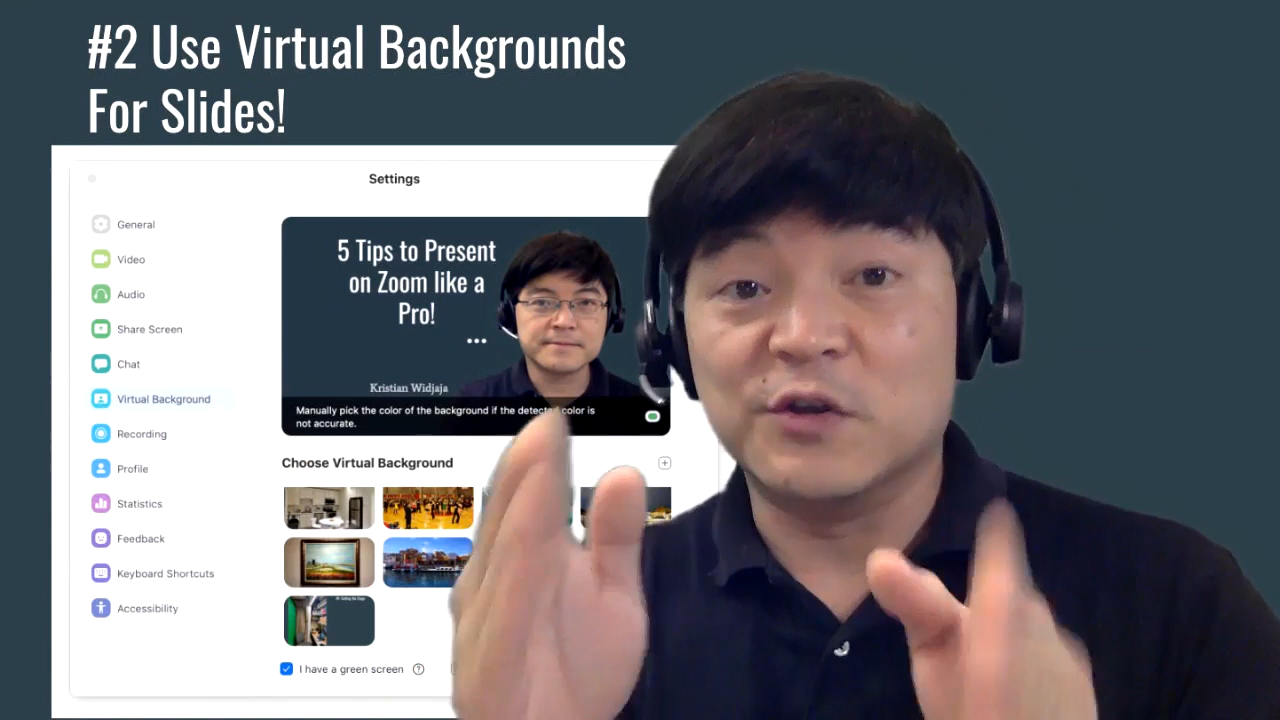 #2 Use Virtual Backgrounds
For Slides!
Settings
General
Video
Audio
Share Screen
Chat
Virtual Background
Recording
Profile
Statistics
Feedback
Keyboard Shortcuts
Accessibility
5 Tips to Present
on Zoom like a
Pro!
...
Kristian Widjaja
Manually pick the color of the background if the detected color is
not accurate.
Choose Virtual Background
I have a green screen